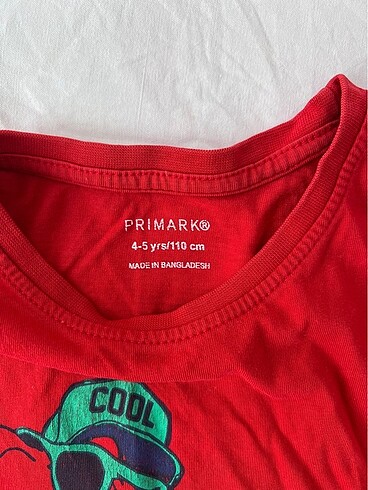 PRIMARK®
4-5 yrs/110 cm
MADE IN BANGLADESH
COOL